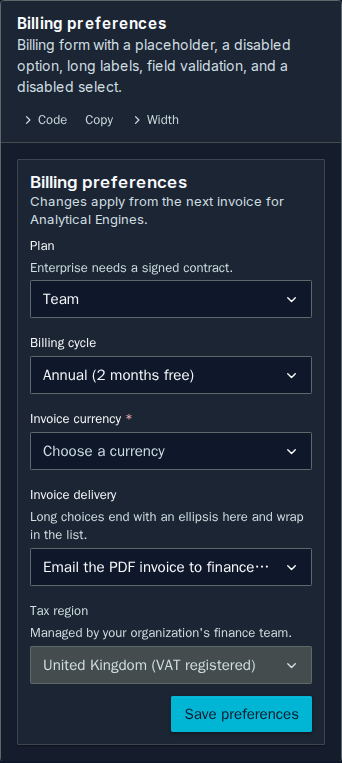 Billing preferences
Billing form with a placeholder, a disabled
option, long labels, field validation, and a
disabled select.
Code Copy Width
Billing preferences
Changes apply from the next invoice for
Analytical Engines.
Plan
Enterprise needs a signed contract.
Team
Billing cycle
Annual (2 months free)
Invoice currency *
Choose a currency
Invoice delivery
Long choices end with an ellipsis here and wrap
in the list.
Email the PDF invoice to finance…
Tax region
Managed by your organization's finance team.
United Kingdom (VAT registered)
Save preferences